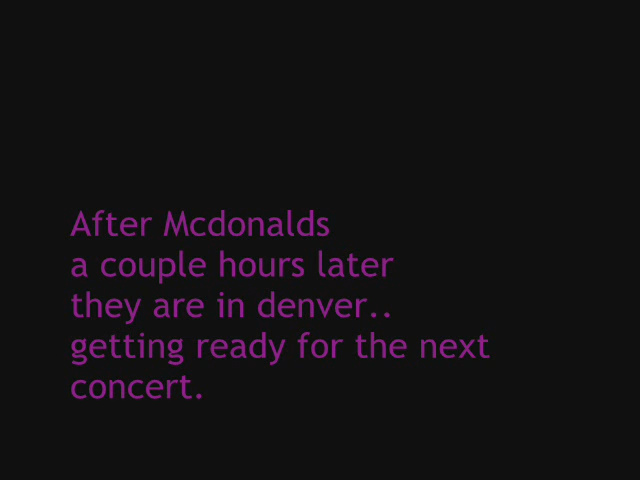 After Mcdonalds
a couple hours later
they are in denver..
getting ready for the next
concert.